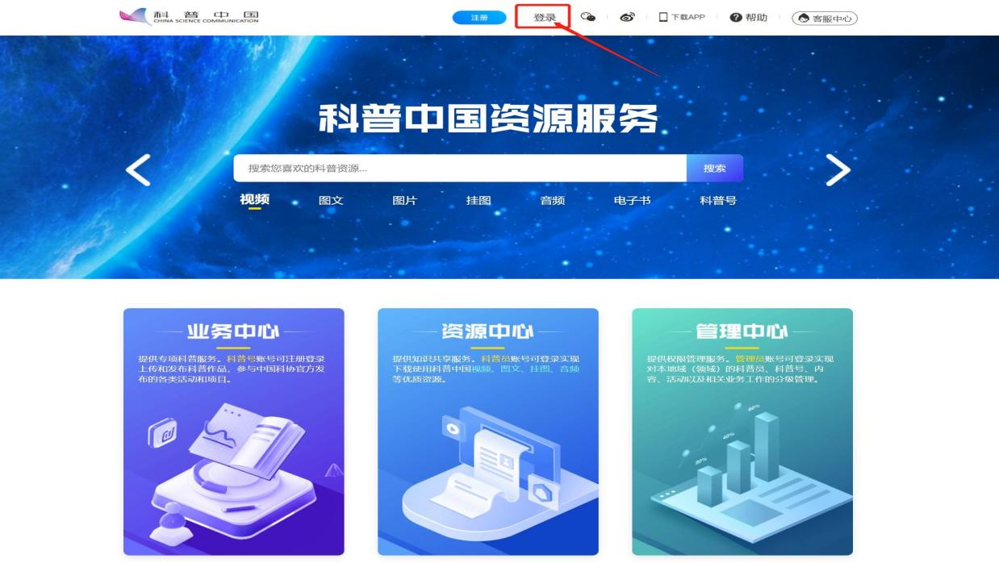 科普中国
CHINA SCIENCE COMMUNICATION
注册
登录
下载APP
帮助
客服中心
科普中国资源服务
搜索您喜欢的科普资源...
搜索
视频
图文
图片
挂图
音频
电子书
科普号
业务中心
提供专项科普服务。科普号账号可注册登录
上传和发布科普作品，参与中国科协官方发
布的各类活动和项目。
资源中心
提供知识共享服务。科普员账号可登录实现
下载使用科普中国视频、图文、挂图、音频
等优质资源。
管理中心
提供权限管理服务。管理员账号可登录实现
对本地域（领域）的科普员、科普号、内
容、活动以及相关业务工作的分级管理。
20%
40%
60%